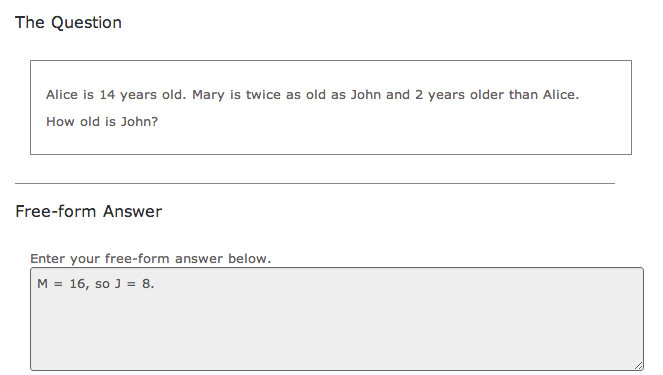 The Question
Alice is 14 years old. Mary is twice as old as John and 2 years older than Alice.
How old is John?
Free-form Answer
Enter your free-form answer below.
M = 16, so J = 8.